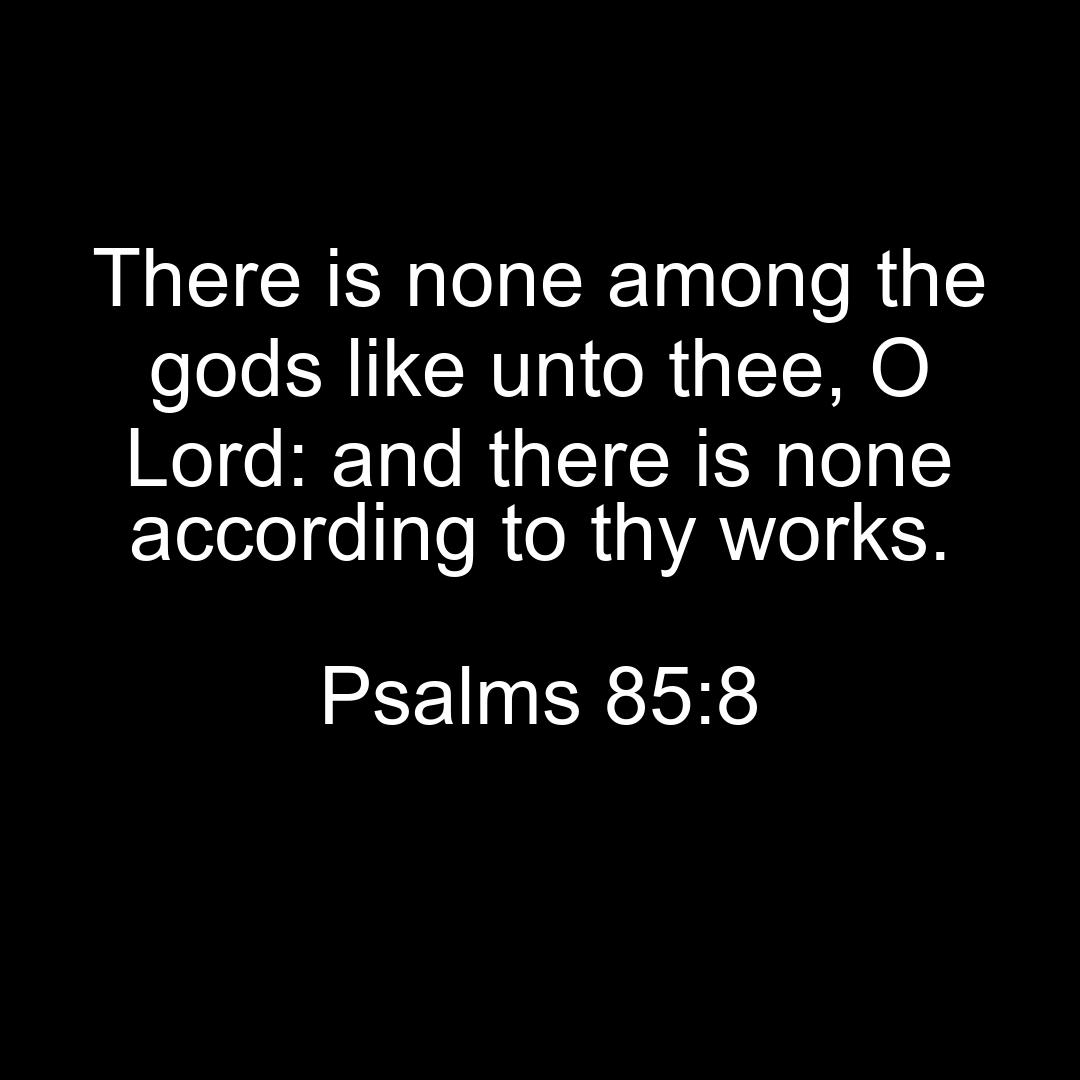 There is none among the
gods like unto thee, O
Lord: and there is none
according to thy works.
Psalms 85:8